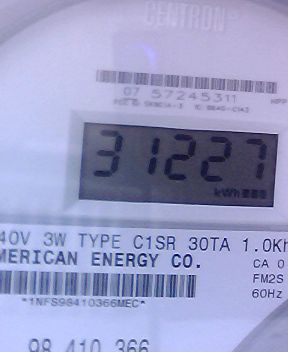 CENTRON®
07 57245311
31227
kWh
40V 3W TYPE C1SR 30TA 1.0Kh
MERICAN ENERGY CO. CA 0
FM2S
60Hz
*1NFS98410366MEC*
98 410 366